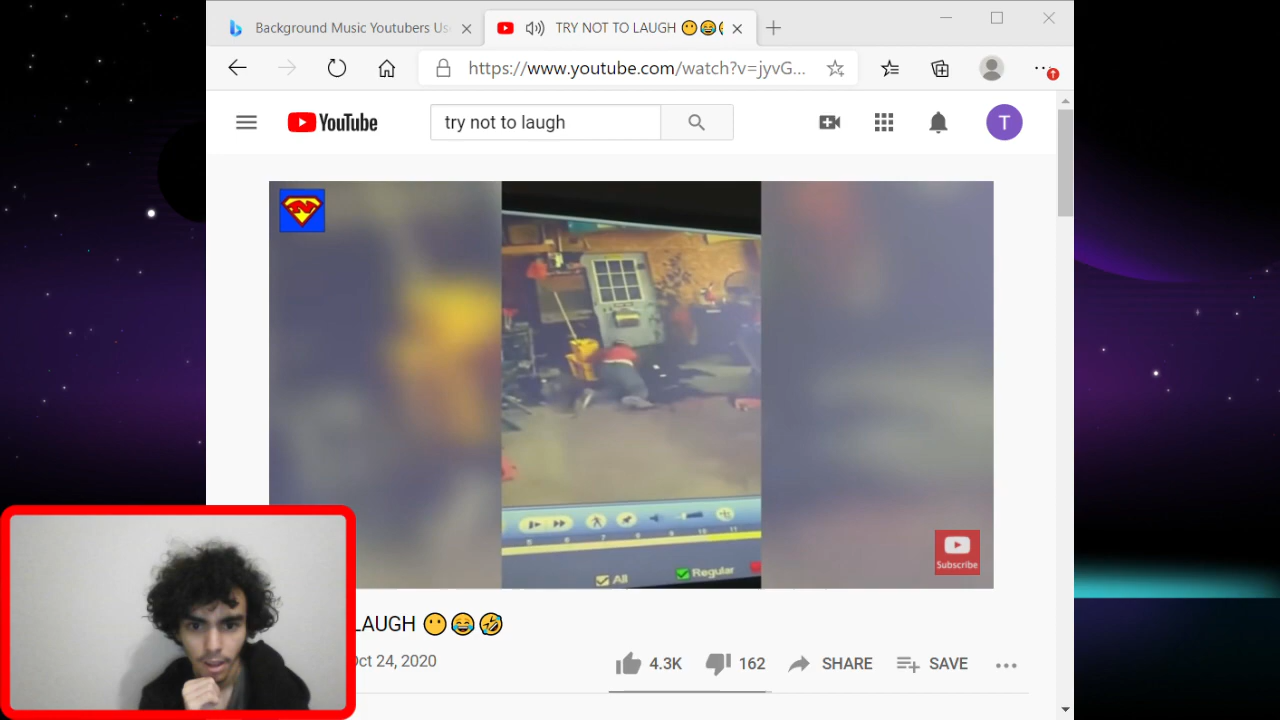 Background Music Youtubers Us
TRY NOT TO LAUGH 😶😂
https://www.youtube.com/watch?v=jyvG...
YouTube
try not to laugh
T
N
All
Regular
Subscribe
LAUGH 😶😂🤣
Oct 24, 2020
4.3K
162
SHARE
SAVE